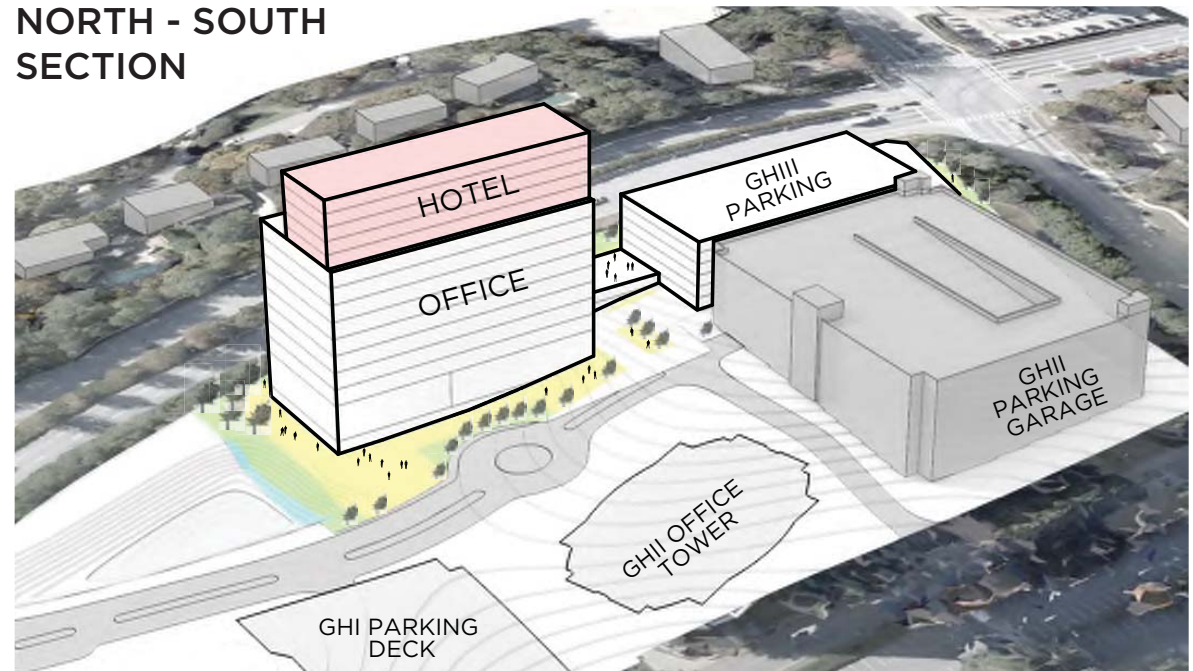 NORTH - SOUTH
SECTION
HOTEL
OFFICE
GHIII
PARKING
GHII
PARKING
GARAGE
GHII OFFICE
TOWER
GHI PARKING
DECK